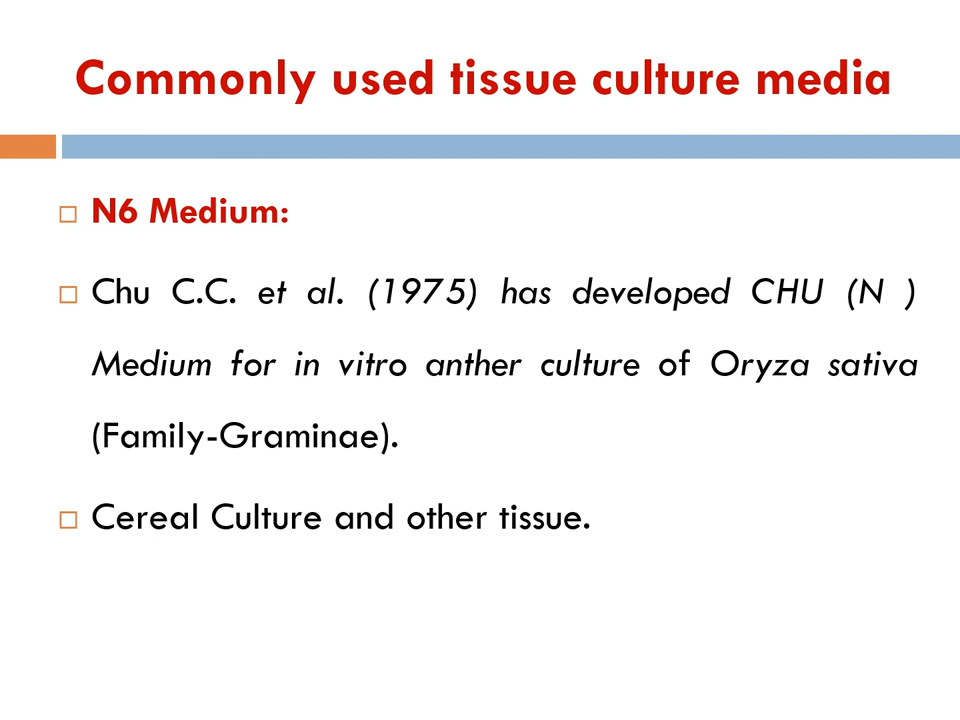 Commonly used tissue culture media
N6 Medium:
Chu C.C. et al. (1975) has developed CHU (N )
Medium for in vitro anther culture of Oryza sativa
(Family-Graminae).
Cereal Culture and other tissue.